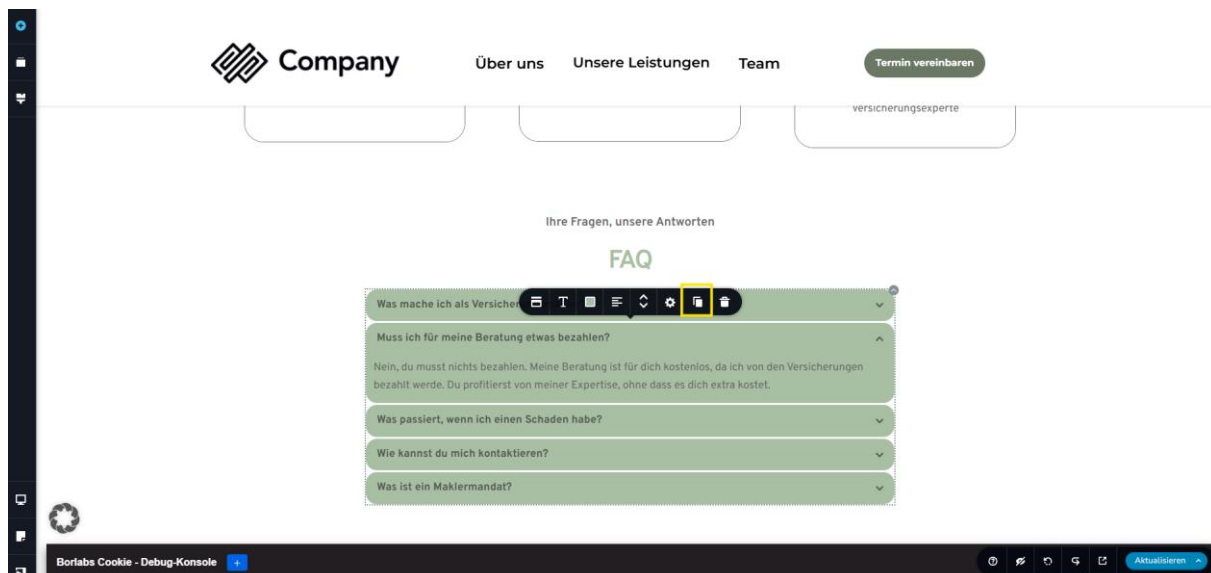 Company
Über uns
Unsere Leistungen
Team
Termin vereinbaren
versicherungsexperte
Ihre Fragen, unsere Antworten
FAQ
Was mache ich als Versicher
Muss ich für meine Beratung etwas bezahlen?
Nein, du musst nichts bezahlen. Meine Beratung ist für dich kostenlos, da ich von den Versicherungen
bezahlt werde. Du profitierst von meiner Expertise, ohne dass es dich extra kostet.
Was passiert, wenn ich einen Schaden habe?
Wie kannst du mich kontaktieren?
Was ist ein Maklermandat?
Borlabs Cookie - Debug-Konsole
Aktualisieren